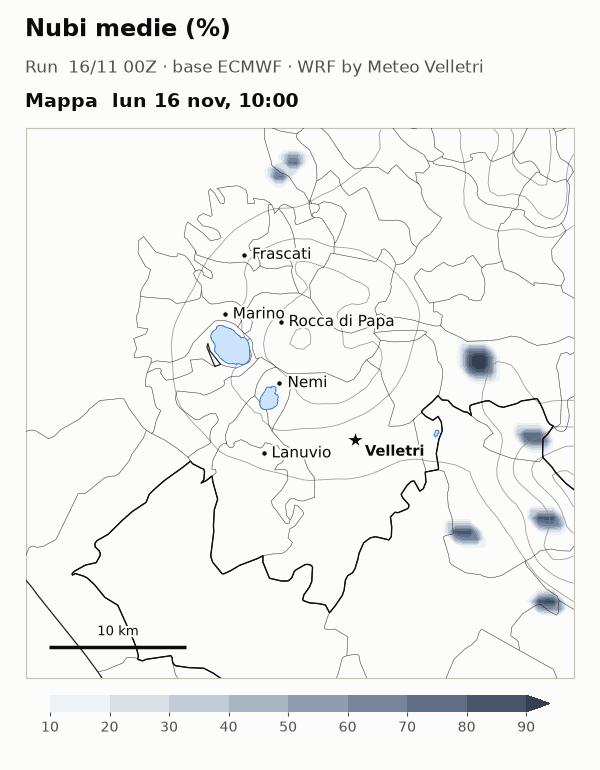 Nubi medie (%)
Run 16/11 00Z · base ECMWF · WRF by Meteo Velletri
Mappa lun 16 nov, 10:00
Frascati
Marino
Rocca di Papa
Nemi
Velletri
Lanuvio
10 km
10 20 30 40 50 60 70 80 90